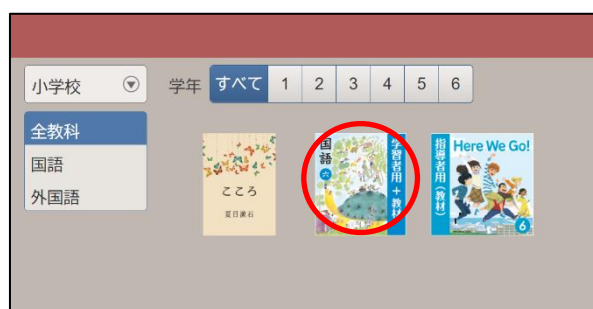 小学校
学年 すべて 1 2 3 4 5 6
全教科
国語
外国語
こころ
夏目漱石
国語 六
学習者用+教材
指導者用(教材)
Here We Go!
6